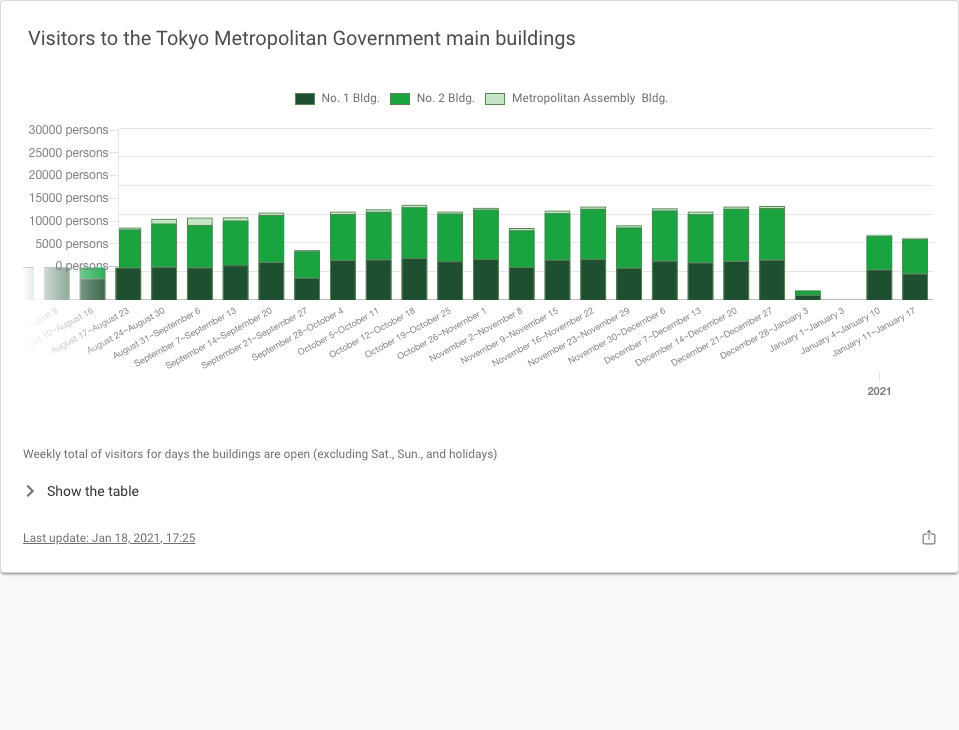 Visitors to the Tokyo Metropolitan Government main buildings
No. 1 Bldg. No. 2 Bldg. Metropolitan Assembly Bldg.
30000 persons
25000 persons
20000 persons
15000 persons
10000 persons
5000 persons
0 persons
August 17~August 23
August 24~August 30
August 31~September 6
September 7~September 13
September 14~September 20
September 21~September 27
September 28~October 4
October 5~October 11
October 12~October 18
October 19~October 25
October 26~November 1
November 2~November 8
November 9~November 15
November 16~November 22
November 23~November 29
November 30~December 6
December 7~December 13
December 14~December 20
December 21~December 27
December 28~January 3
January 1~January 3
January 4~January 10
January 11~January 17
2021
Weekly total of visitors for days the buildings are open (excluding Sat., Sun., and holidays)
Show the table
Last update: Jan 18, 2021, 17:25